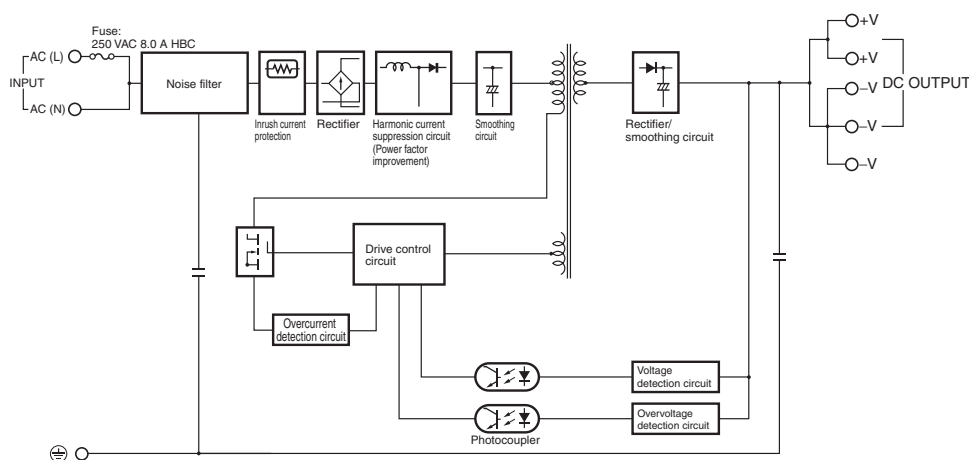 Fuse:
250 VAC 8.0 A HBC
AC (L)
INPUT
AC (N)
Noise filter
Inrush current
protection
Rectifier
Harmonic current
suppression circuit
(Power factor
improvement)
Smoothing
circuit
Rectifier/
smoothing circuit
+V
+V
−V
DC OUTPUT
−V
−V
Drive control
circuit
Overcurrent
detection circuit
Voltage
detection circuit
Overvoltage
detection circuit
Photocoupler